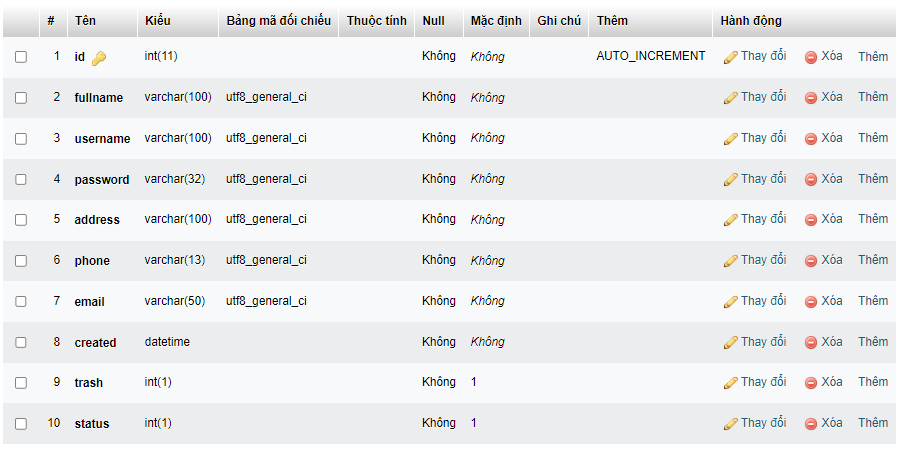 # Tên Kiểu Bảng mã đối chiếu Thuộc tính Null Mặc định Ghi chú Thêm Hành động
1 id int(11) Không Không AUTO_INCREMENT Thay đổi Xóa Thêm
2 fullname varchar(100) utf8_general_ci Không Không Thay đổi Xóa Thêm
3 username varchar(100) utf8_general_ci Không Không Thay đổi Xóa Thêm
4 password varchar(32) utf8_general_ci Không Không Thay đổi Xóa Thêm
5 address varchar(100) utf8_general_ci Không Không Thay đổi Xóa Thêm
6 phone varchar(13) utf8_general_ci Không Không Thay đổi Xóa Thêm
7 email varchar(50) utf8_general_ci Không Không Thay đổi Xóa Thêm
8 created datetime Không Không Thay đổi Xóa Thêm
9 trash int(1) Không 1 Thay đổi Xóa Thêm
10 status int(1) Không 1 Thay đổi Xóa Thêm